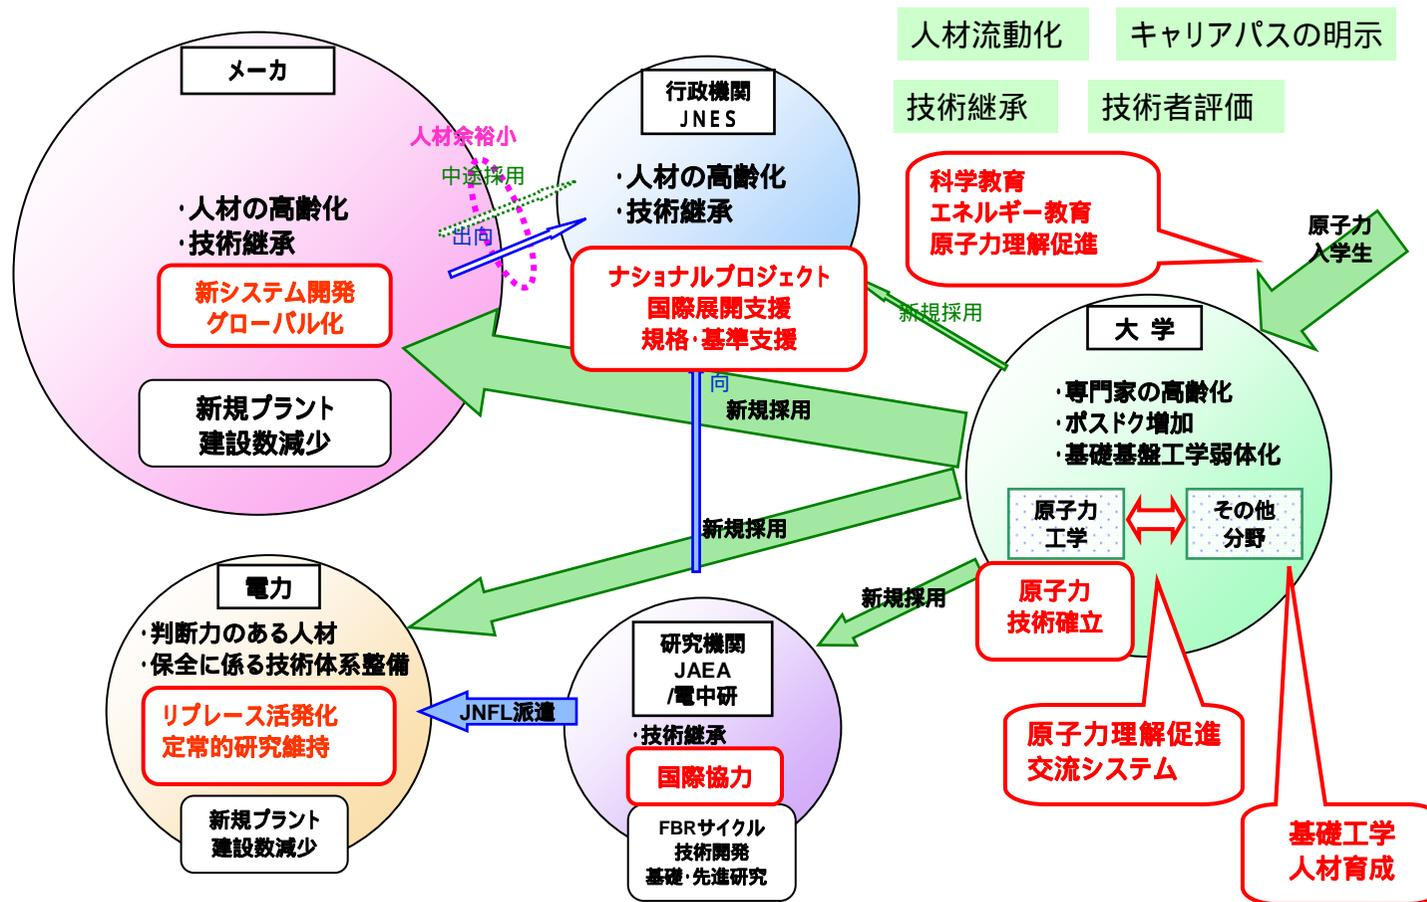 人材流動化
キャリアパスの明示
技術継承
技術者評価
メーカ
・人材の高齢化
・技術継承
新システム開発
グローバル化
新規プラント
建設数減少
人材余裕小
中途採用
出向
行政機関
JNES
・人材の高齢化
・技術継承
ナショナルプロジェクト
国際展開支援
規格・基準支援
向
科学教育
エネルギー教育
原子力理解促進
原子力
入学生
新規採用
新規採用
新規採用
新規採用
大 学
・専門家の高齢化
・ポスドク増加
・基礎基盤工学弱体化
原子力
工学
その他
分野
原子力
技術確立
原子力理解促進
交流システム
基礎工学
人材育成
電力
・判断力のある人材
・保全に係る技術体系整備
リプレース活発化
定常的研究維持
新規プラント
建設数減少
JNFL派遣
研究機関
JAEA
/電中研
・技術継承
国際協力
FBRサイクル
技術開発
基礎・先進研究